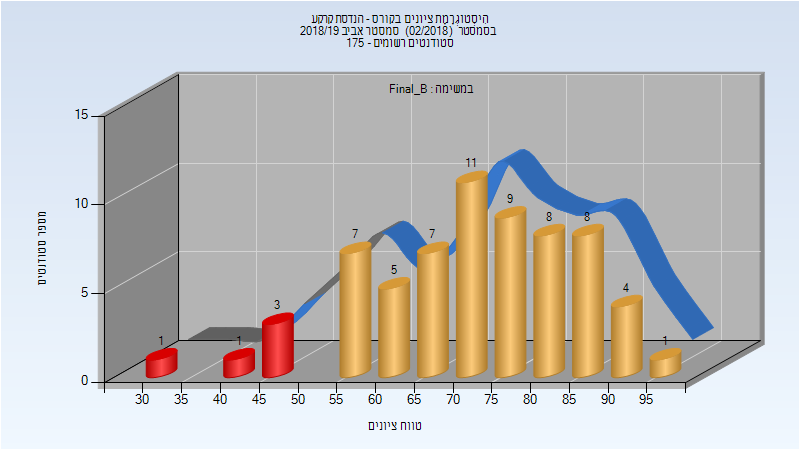 היסטוגרמת ציונים בקורס - הנדסת קרקע
בסמסטר (02/2018) סמסטר אביב 2018/19
סטודנטים רשומים - 175
במשימה : Final_B
15
10
5
0
מספר סטודנטים
1
1
3
7
5
7
11
9
8
8
4
1
30 35 40 45 50 55 60 65 70 75 80 85 90 95
טווח ציונים